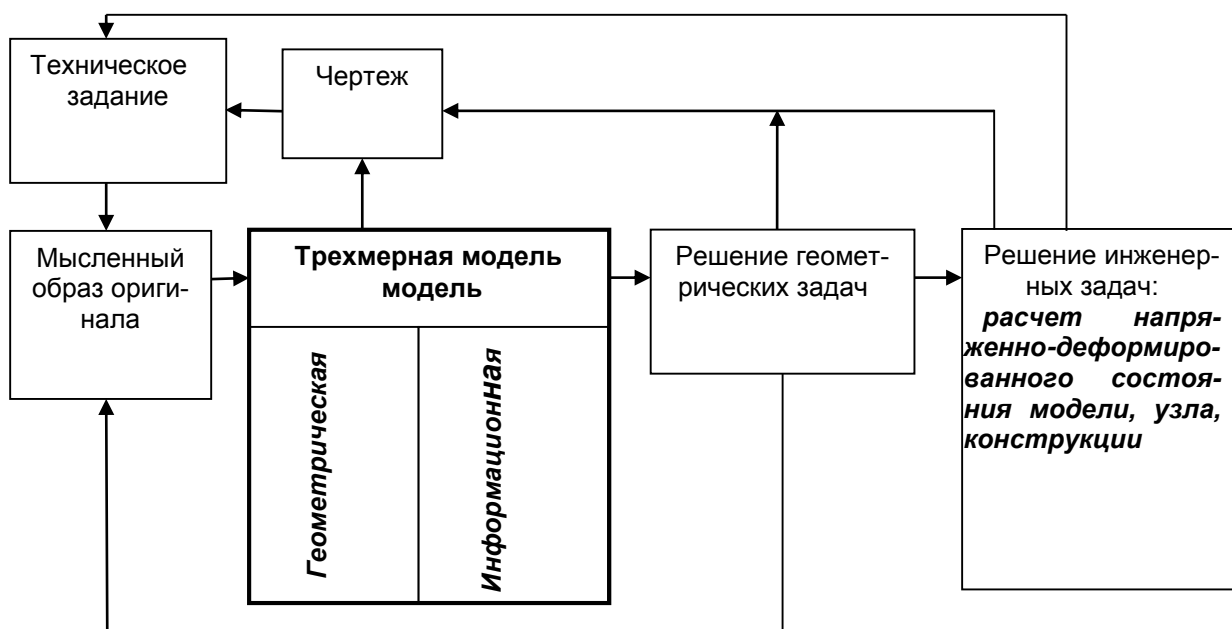 Техническое
задание
Чертеж
Мысленный
образ ориги-
нала
Трехмерная модель
модель
Геометрическая
Информационная
Решение геомет-
рических задач
Решение инженер-
ных задач:
расчет напря-
женно-деформиро-
ванного состоя-
ния модели, узла,
конструкции